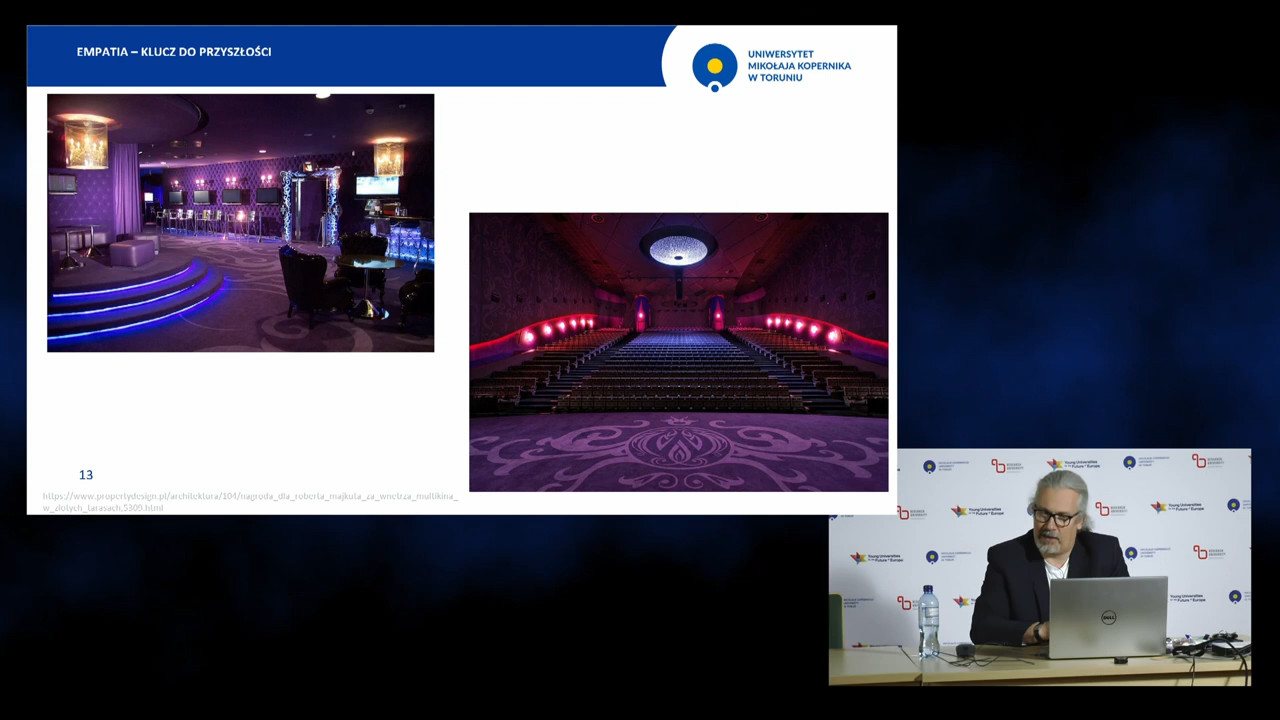 EMPATIA – KLUCZ DO PRZYSZŁOŚCI
UNIWERSYTET
MIKOŁAJA KOPERNIKA
W TORUNIU
13
https://www.propertydesign.pl/architektura/104/nagroda_dla_roberta_majkuta_za_wnetrza_multikina_
w_zlotych_tarasach,5309.html
Young Universities
for the Future of Europe
DELL